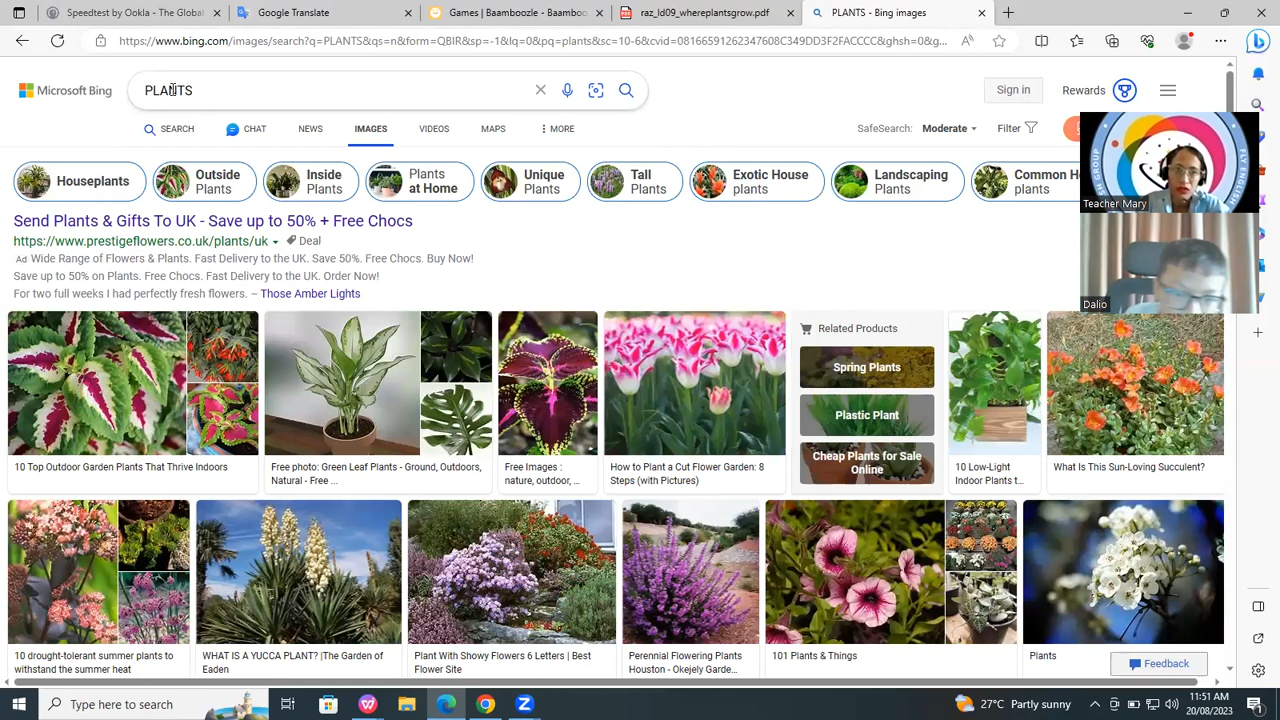 Speedtest by Ookla - The Global
Google Translate
Games | Baamboozle - Baamboo
raz_ld09_whereplantsgrow.pdf
PLANTS - Bing images
https://www.bing.com/images/search?q=PLANTS&qs=n&form=QBIR&sp=-1&lq=0&pq=plants&sc=10-6&cvid=08166591262347608C349DD3F2FACCCC&ghsh=0&g...
Microsoft Bing
PLANTS
Sign in
Rewards
SEARCH
CHAT
NEWS
IMAGES
VIDEOS
MAPS
MORE
SafeSearch: Moderate
Filter
Houseplants
Outside
Plants
Inside
Plants
Plants
at Home
Unique
Plants
Tall
Plants
Exotic House
plants
Landscaping
Plants
Common H
plants
FLY ENGLISH
SH GROUP
Teacher Mary
Dalio
Send Plants & Gifts To UK - Save up to 50% + Free Chocs
https://www.prestigeflowers.co.uk/plants/uk
Deal
Ad Wide Range of Flowers & Plants. Fast Delivery to the UK. Save 50%. Free Chocs. Buy Now!
Save up to 50% on Plants. Free Chocs. Fast Delivery to the UK. Order Now!
For two full weeks I had perfectly fresh flowers. – Those Amber Lights
10 Top Outdoor Garden Plants That Thrive Indoors
Free photo: Green Leaf Plants - Ground, Outdoors,
Natural - Free ...
Free Images :
nature, outdoor, ...
How to Plant a Cut Flower Garden: 8
Steps (with Pictures)
Related Products
Spring Plants
Plastic Plant
Cheap Plants for Sale
Online
10 Low-Light
Indoor Plants t...
What Is This Sun-Loving Succulent?
10 drought-tolerant summer plants to
withstand the summer heat
WHAT IS A YUCCA PLANT? |The Garden of
Eaden
Plant With Showy Flowers 6 Letters | Best
Flower Site
Perennial Flowering Plants
Houston - Okejely Garde...
101 Plants & Things
Plants
Feedback
Type here to search
27°C Partly sunny
11:51 AM
20/08/2023